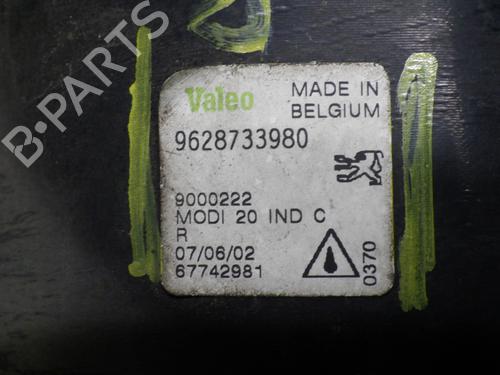 Valeo
MADE IN
BELGIUM
9628733980
9000222
MODI 20 IND C
R
07/06/02
67742981
0370
B-PARTS